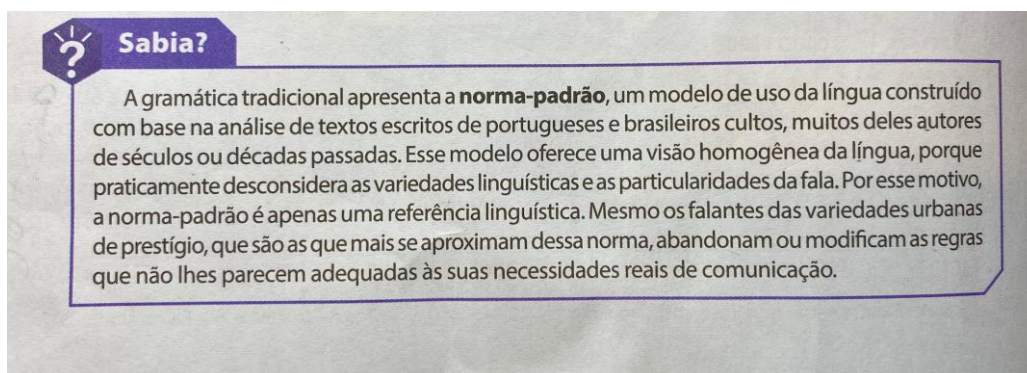 Sabia?
A gramática tradicional apresenta a norma-padrão, um modelo de uso da língua construído
com base na análise de textos escritos de portugueses e brasileiros cultos, muitos deles autores
de séculos ou décadas passadas. Esse modelo oferece uma visão homogênea da língua, porque
praticamente desconsidera as variedades linguísticas e as particularidades da fala. Por esse motivo,
a norma-padrão é apenas uma referência linguística. Mesmo os falantes das variedades urbanas
de prestígio, que são as que mais se aproximam dessa norma, abandonam ou modificam as regras
que não lhes parecem adequadas às suas necessidades reais de comunicação.